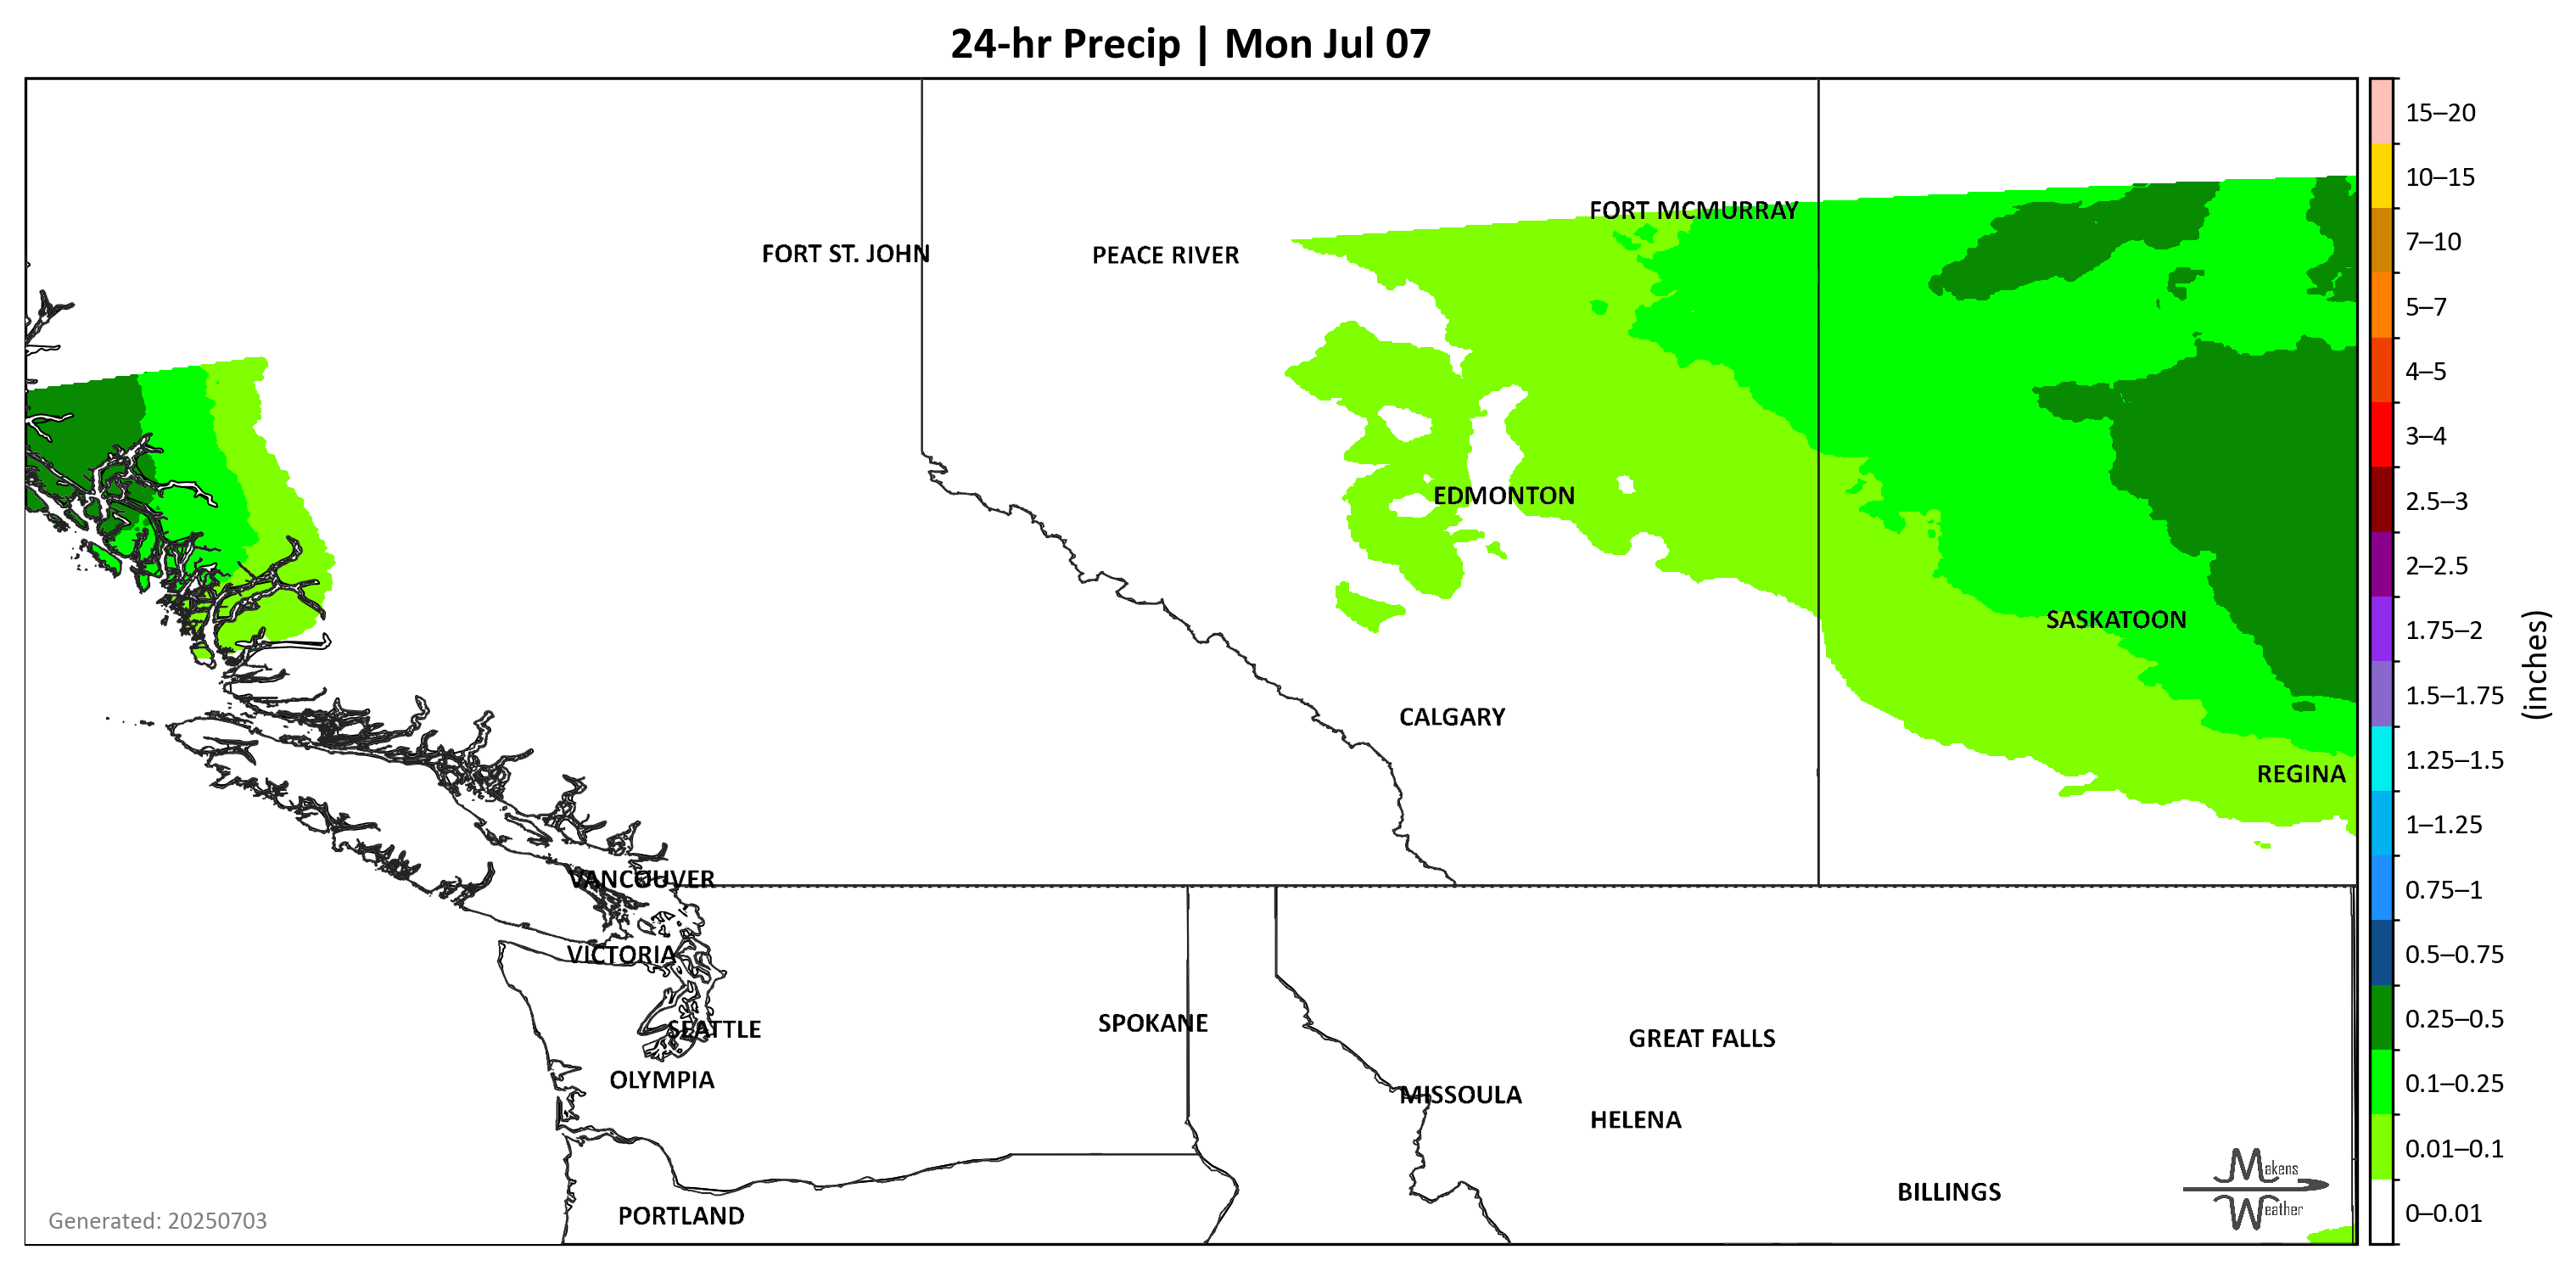 24-hr Precip | Mon Jul 07
15–20
10–15
FORT MCMURRAY
7–10
FORT ST. JOHN
PEACE RIVER
5–7
4–5
3–4
EDMONTON
2.5–3
2–2.5
SASKATOON
1.75–2
(inches)
1.5–1.75
CALGARY
1.25–1.5
REGINA
1–1.25
VANCOUVER
0.75–1
VICTORIA
0.5–0.75
SPOKANE
0.25–0.5
SEATTLE
GREAT FALLS
OLYMPIA
0.1–0.25
MISSOULA
HELENA
0.01–0.1
Makens
Weather
BILLINGS
PORTLAND
0–0.01
Generated: 20250703